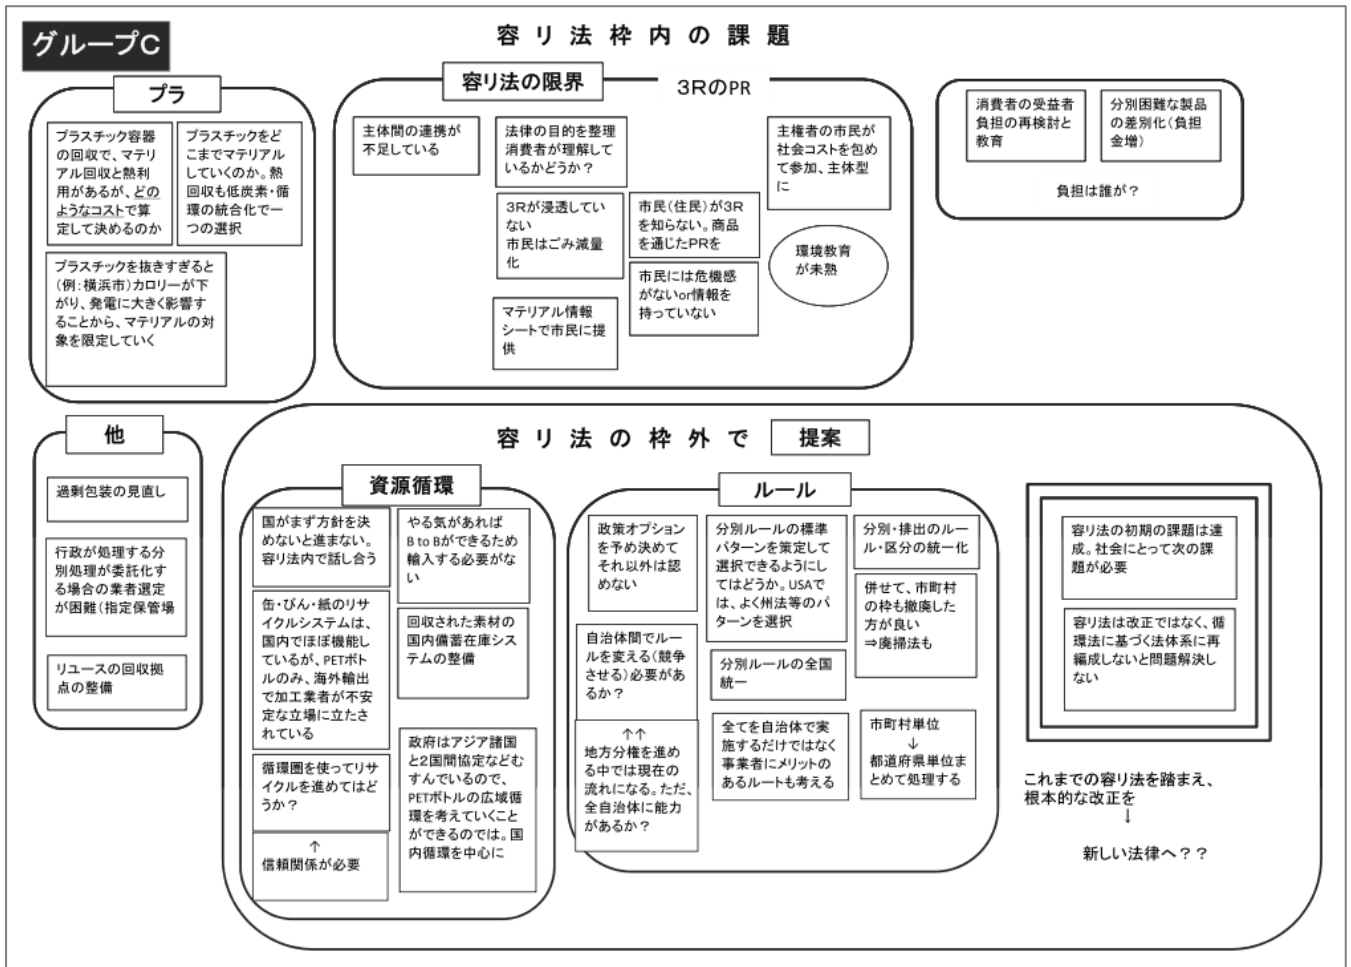 グループC
容リ法枠内の課題
プラ
プラスチック容器
の回収で、マテリ
アル回収と熱利
用があるが、どの
ようなコストで算
定して決めるのか
プラスチックをど
こまでマテリアル
していくのか。熱
回収も低炭素・循
環の統合化で一
つの選択
プラスチックを抜きすぎると
(例:横浜市)カロリーが下
がり、発電に大きく影響す
ることから、マテリアルの対
象を限定していく
容リ法の限界
3RのPR
主体間の連携が
不足している
法律の目的を整理
消費者が理解して
いるかどうか?
3Rが浸透してい
ない
市民はごみ減量
化
マテリアル情報
シートで市民に提
供
市民(住民)が3R
を知らない。商品
を通じたPRを
市民には危機感
がないor情報を
持っていない
主権者の市民が
社会コストを包め
て参加、主体型
に
環境教育
が未熟
消費者の受益者
負担の再検討と
教育
分別困難な製品
の差別化(負担
金増)
負担は誰が?
他
過剰包装の見直し
行政が処理する分
別処理が委託化す
る場合の業者選定
が困難(指定保管場
リユースの回収拠
点の整備
容リ法の枠外で 提案
資源循環
国がまず方針を決
めないと進まない。
容リ法内で話し合う
缶・びん・紙のリサ
イクルシステムは、
国内でほぼ機能し
ているが、PETボト
ルのみ、海外輸出
で加工業者が不安
定な立場に立たさ
れている
循環圏を使ってリサ
イクルを進めてはど
うか?
↑
信頼関係が必要
やる気があれば
B to Bができるため
輸入する必要がな
い
回収された素材の
国内備蓄在庫シス
テムの整備
政府はアジア諸国
と2国間協定などむ
すんでいるので、
PETボトルの広域循
環を考えていくこと
ができるのでは。国
内循環を中心に
ルール
政策オプション
を予め決めて
それ以外は認
めない
自治体間でルー
ルを変える(競争
させる)必要があ
るか?
↑↑
地方分権を進め
る中では現在の
流れになる。ただ、
全自治体に能力
があるか?
分別ルールの標準
パターンを策定して
選択できるようにし
てはどうか。USAで
は、よく州法等のパ
ターンを選択
分別ルールの全国
統一
全てを自治体で実
施するだけではなく
事業者にメリットの
あるルートも考える
分別・排出のルー
ル・区分の統一化
併せて、市町村
の枠も撤廃した
方が良い
⇒廃掃法も
市町村単位
↓
都道府県単位ま
とめて処理する
容リ法の初期の課題は達
成。社会にとって次の課
題が必要
容リ法は改正ではなく、循
環法に基づく法体系に再
編成しないと問題解決し
ない
これまでの容リ法を踏まえ、
根本的な改正を
↓
新しい法律へ??